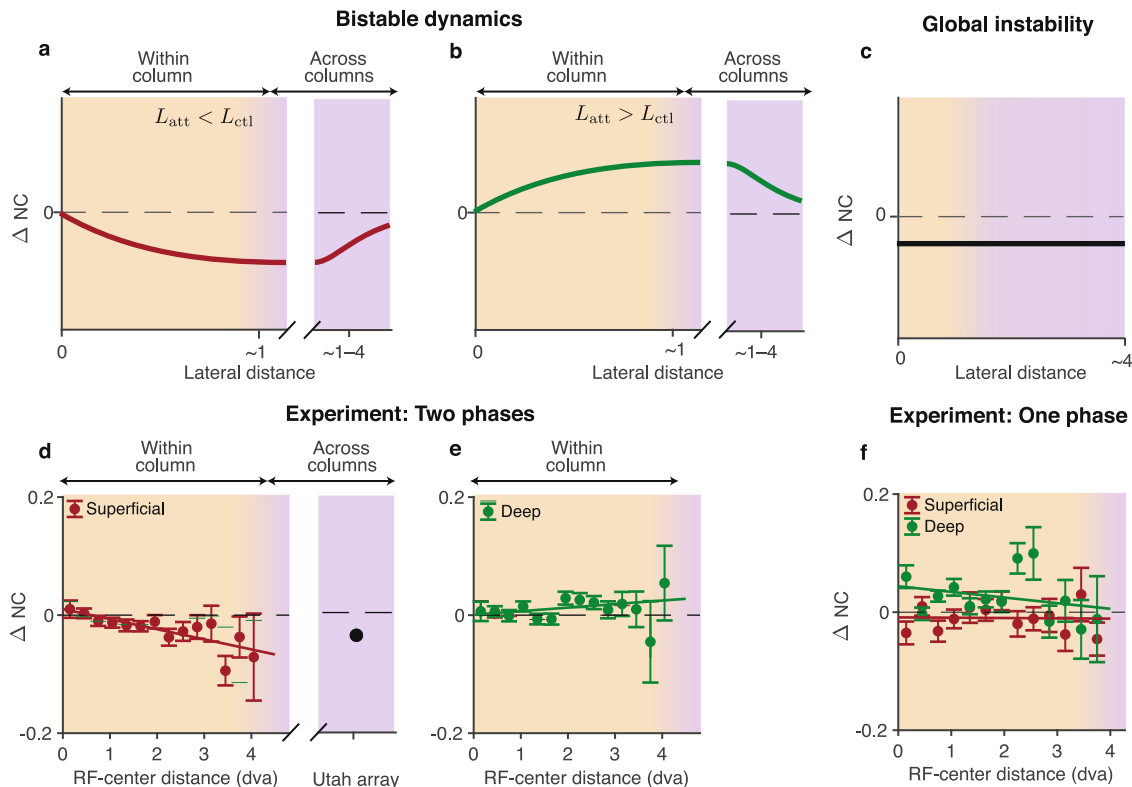 Bistable dynamics
Global instability
a
Within
column
Across
columns
L_att < L_ctl
0
Δ NC
0
~1
~1–4
Lateral distance
b
Within
column
Across
columns
L_att > L_ctl
0
0
~1
~1–4
Lateral distance
c
0
Δ NC
0
~4
Lateral distance
Experiment: Two phases
Experiment: One phase
d
Within
column
Across
columns
0.2
Superficial
0
Δ NC
-0.2
0 1 2 3 4
RF-center distance (dva)
Utah array
e
Within
column
0.2
Deep
0
-0.2
0 1 2 3 4
RF-center distance (dva)
f
0.2
Superficial
Deep
0
Δ NC
-0.2
0 1 2 3 4
RF-center distance (dva)